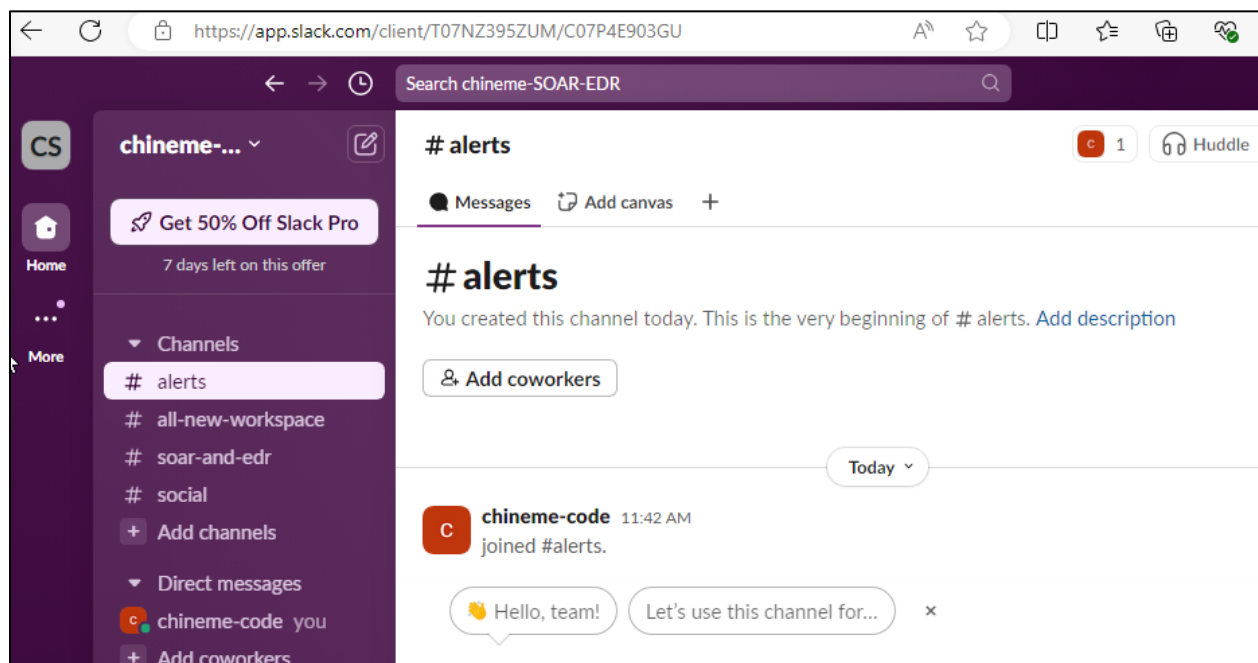 https://app.slack.com/client/T07NZ395ZUM/C07P4E903GU
Search chineme-SOAR-EDR
CS
Home
More
chineme-...
Get 50% Off Slack Pro
7 days left on this offer
Channels
# alerts
# all-new-workspace
# soar-and-edr
# social
+ Add channels
Direct messages
C chineme-code you
+ Add coworkers
# alerts
C 1
Huddle
Messages
Add canvas
+
# alerts
You created this channel today. This is the very beginning of # alerts. Add description
Add coworkers
Today
C
chineme-code 11:42 AM
joined #alerts.
👋 Hello, team!
Let's use this channel for...
×